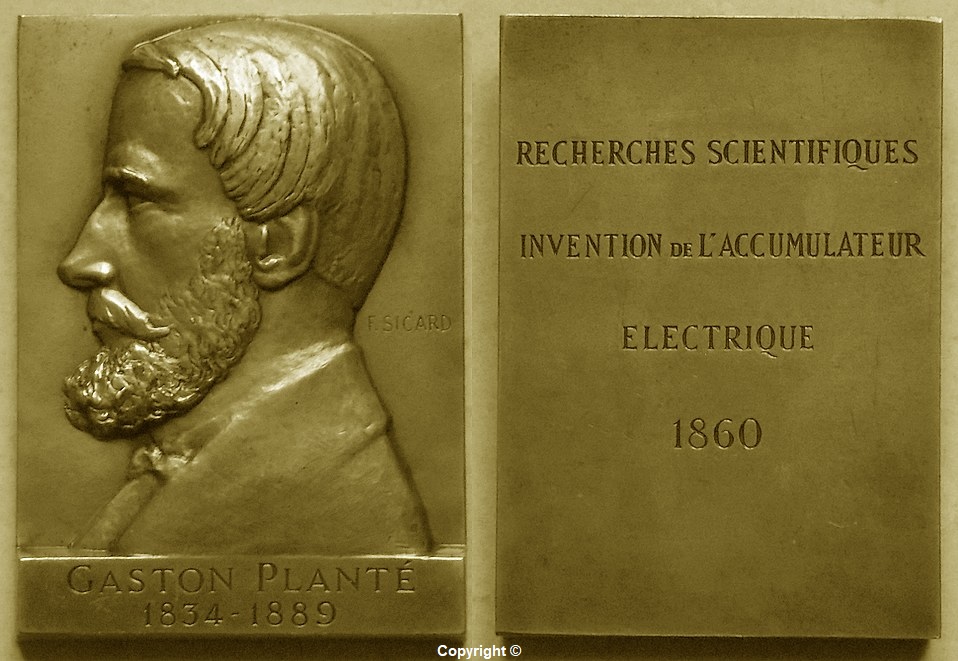 F. SICARD
GASTON PLANTÉ
1834-1889
RECHERCHES SCIENTIFIQUES
INVENTION DE L'ACCUMULATEUR
ELECTRIQUE
1860
Copyright ©